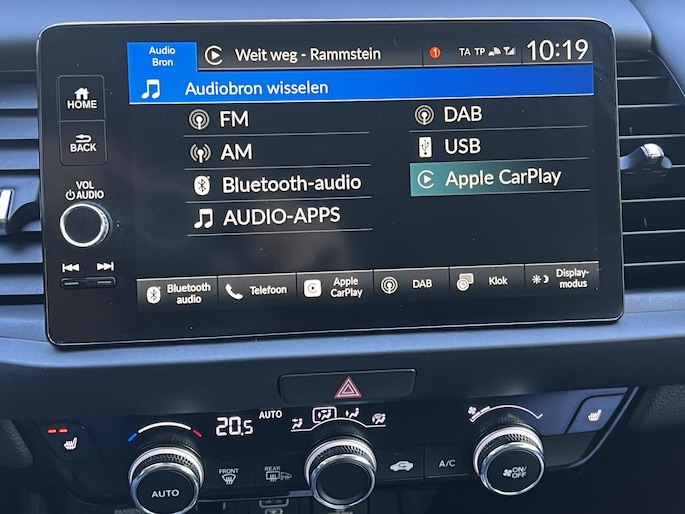 Audio
Bron
Weit weg - Rammstein
1
TA TP
10:19
Audiobron wisselen
HOME
BACK
VOL
AUDIO
FM
DAB
AM
USB
Bluetooth-audio
Apple CarPlay
AUDIO-APPS
Bluetooth
audio
Telefoon
Apple
CarPlay
DAB
Klok
Display-
modus
20.5
AUTO
AUTO
FRONT
REAR
A/C
ON/
OFF